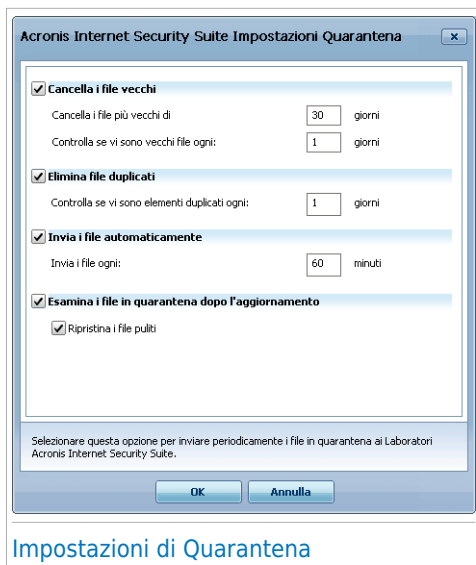 Acronis Internet Security Suite Impostazioni Quarantena
Cancella i file vecchi
Cancella i file più vecchi di 30 giorni
Controlla se vi sono vecchi file ogni: 1 giorni
Elimina file duplicati
Controlla se vi sono elementi duplicati ogni: 1 giorni
Invia i file automaticamente
Invia i file ogni: 60 minuti
Esamina i file in quarantena dopo l'aggiornamento
Ripristina i file puliti
Selezionare questa opzione per inviare periodicamente i file in quarantena ai Laboratori
Acronis Internet Security Suite.
OK Annulla
Impostazioni di Quarantena